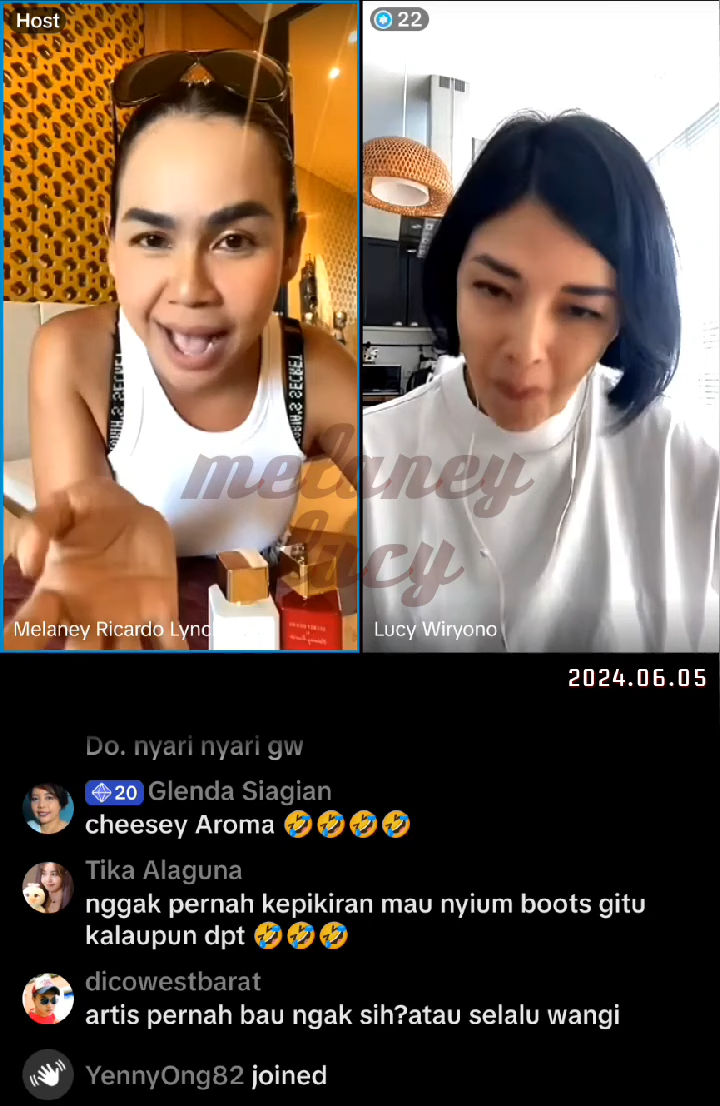 Host
22
melaney
lucy
Melaney Ricardo Lync
Lucy Wiryono
2024.06.05
Do. nyari nyari gw
20 Glenda Siagian
cheesey Aroma 🤣🤣🤣🤣
Tika Alaguna
nggak pernah kepikiran mau nyium boots gitu
kalaupun dpt 🤣🤣🤣
dicowestbarat
artis pernah bau ngak sih?atau selalu wangi
YennyOng82 joined